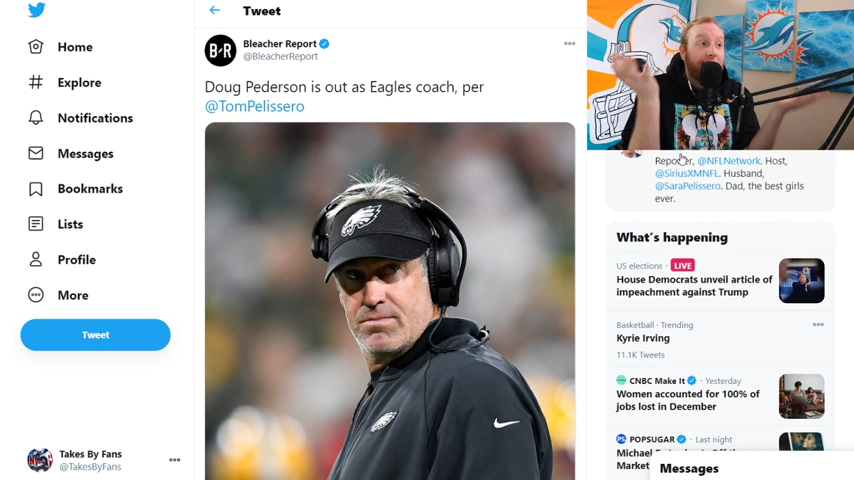 Tweet
Home
Explore
Notifications
Messages
Bookmarks
Lists
Profile
More
Tweet
Takes By Fans
@TakesByFans
B/R
Bleacher Report
@BleacherReport
Doug Pederson is out as Eagles coach, per
@TomPelissero
Reporter, @NFLNetwork. Host,
@SiriusXMNFL. Husband,
@SaraPelissero. Dad, the best girls
ever.
What's happening
US elections · LIVE
House Democrats unveil article of
impeachment against Trump
Basketball · Trending
Kyrie Irving
11.1K Tweets
CNBC Make It · Yesterday
Women accounted for 100% of
jobs lost in December
POPSUGAR · Last night
Market
Messages